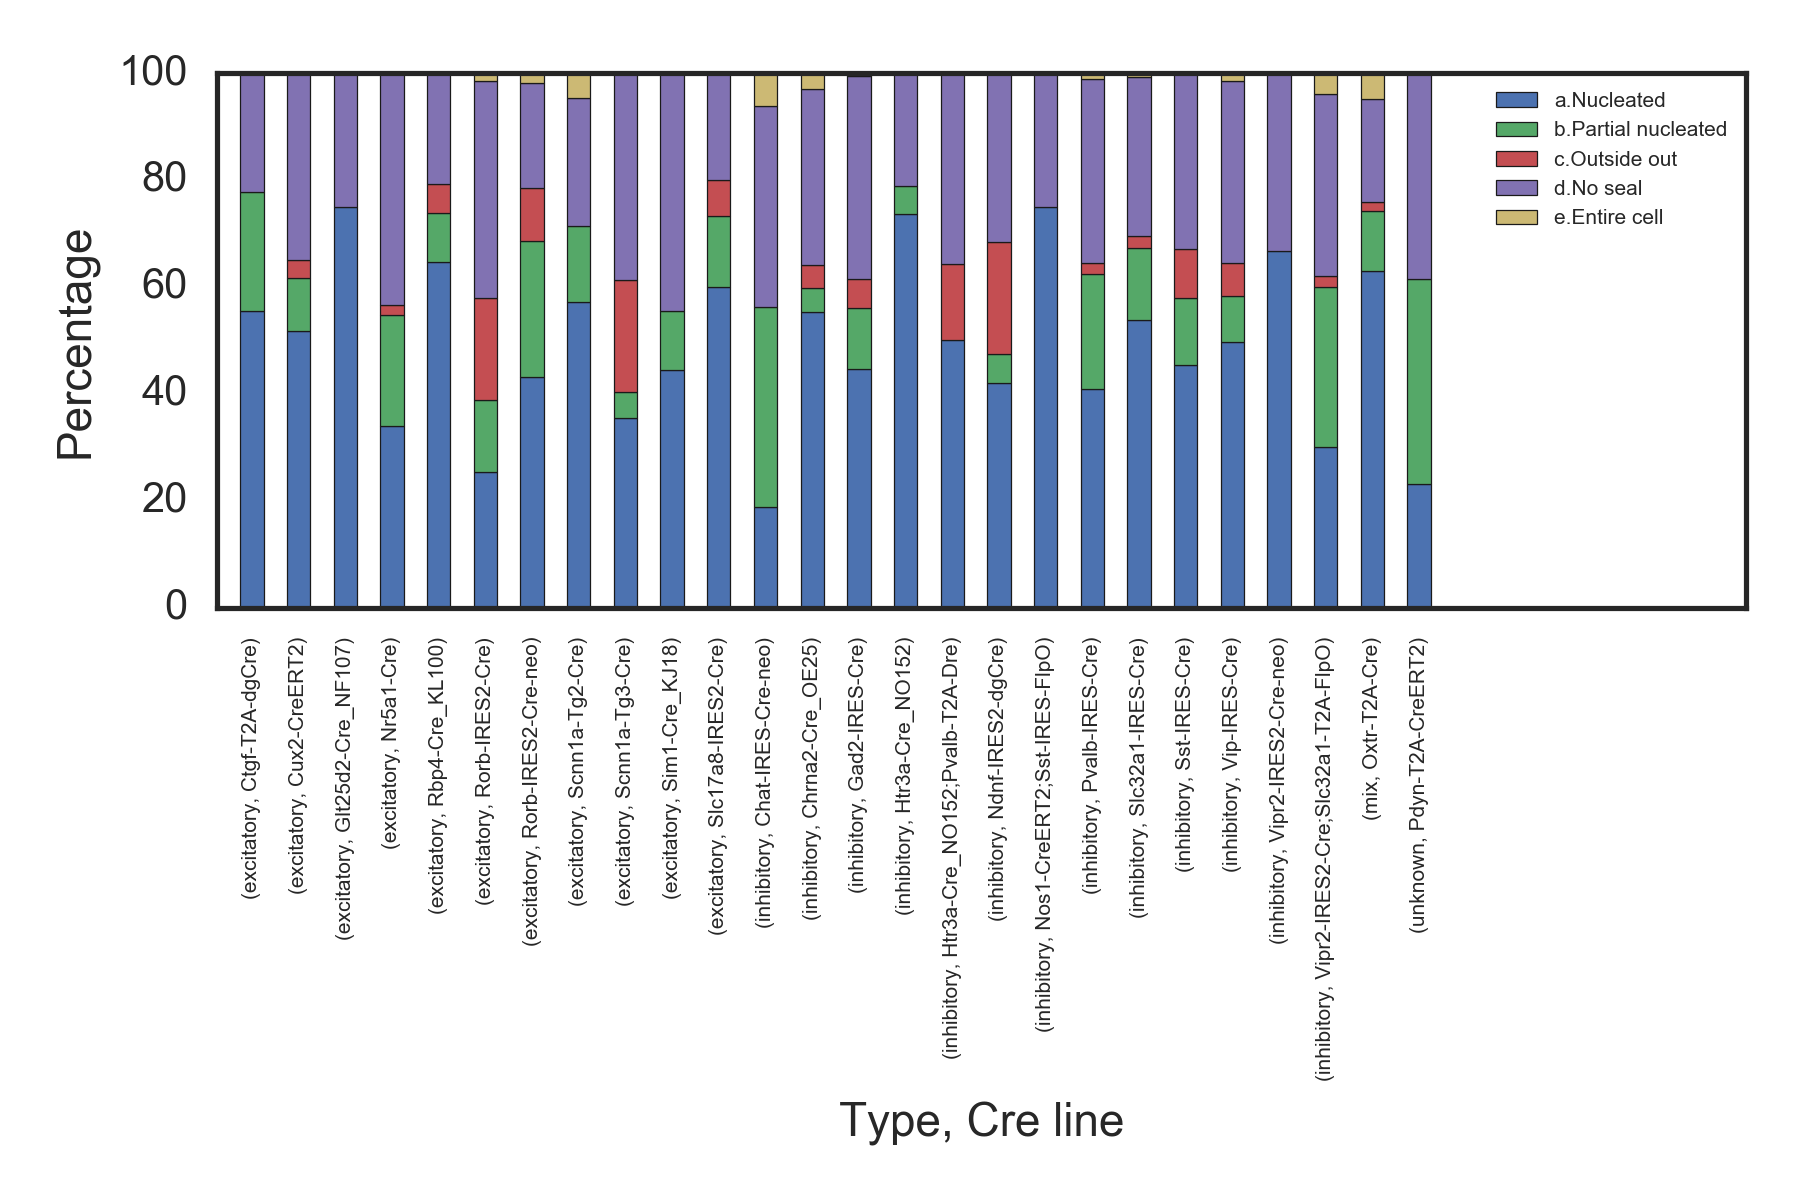 100
80
60
40
20
0
Percentage
a.Nucleated
b.Partial nucleated
c.Outside out
d.No seal
e.Entire cell
(excitatory, Ctgf-T2A-dgCre)
(excitatory, Cux2-CreERT2)
(excitatory, Glt25d2-Cre_NF107)
(excitatory, Nr5a1-Cre)
(excitatory, Rbp4-Cre_KL100)
(excitatory, Rorb-IRES2-Cre)
(excitatory, Rorb-IRES2-Cre-neo)
(excitatory, Scnn1a-Tg2-Cre)
(excitatory, Scnn1a-Tg3-Cre)
(excitatory, Sim1-Cre_KJ18)
(excitatory, Slc17a8-IRES2-Cre)
(inhibitory, Chat-IRES-Cre-neo)
(inhibitory, Chrna2-Cre_OE25)
(inhibitory, Gad2-IRES-Cre)
(inhibitory, Htr3a-Cre_NO152)
(inhibitory, Htr3a-Cre_NO152;Pvalb-T2A-Dre)
(inhibitory, Ndnf-IRES2-dgCre)
(inhibitory, Nos1-CreERT2;Sst-IRES-FlpO)
(inhibitory, Pvalb-IRES-Cre)
(inhibitory, Slc32a1-IRES-Cre)
(inhibitory, Sst-IRES-Cre)
(inhibitory, Vip-IRES-Cre)
(inhibitory, Vipr2-IRES2-Cre-neo)
(inhibitory, Vipr2-IRES2-Cre;Slc32a1-T2A-FlpO)
(mix, Oxtr-T2A-Cre)
(unknown, Pdyn-T2A-CreERT2)
Type, Cre line